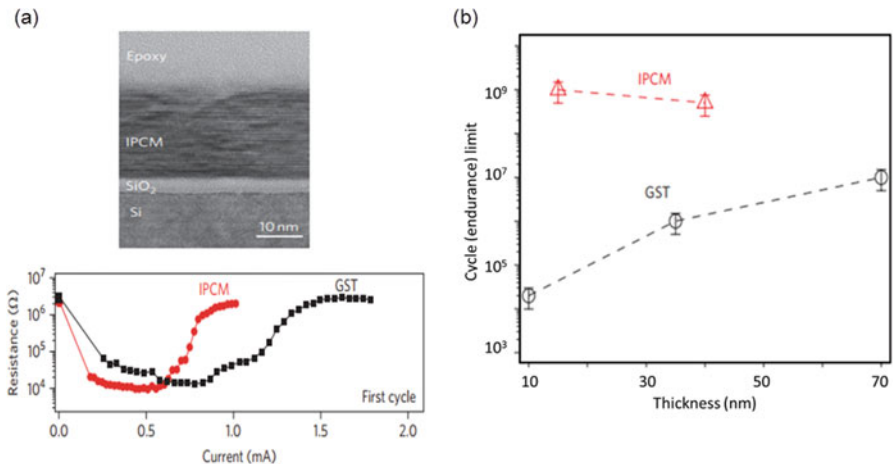 (a)
Epoxy
IPCM
SiO₂
Si
10 nm
10⁷
10⁶
10⁵
10⁴
Resistance (Ω)
IPCM
GST
First cycle
0.0
0.5
1.0
1.5
2.0
Current (mA)
(b)
10⁹
10⁷
10⁵
10³
Cycle (endurance) limit
IPCM
GST
10
30
50
70
Thickness (nm)